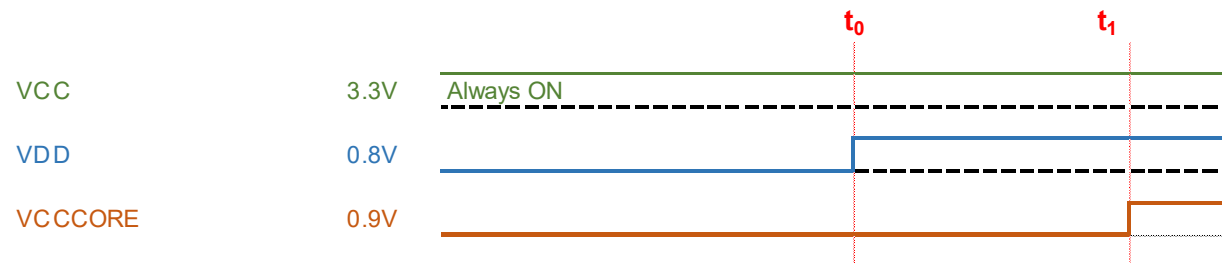 t0 t1
VCC 3.3V Always ON
VDD 0.8V
VCCCORE 0.9V